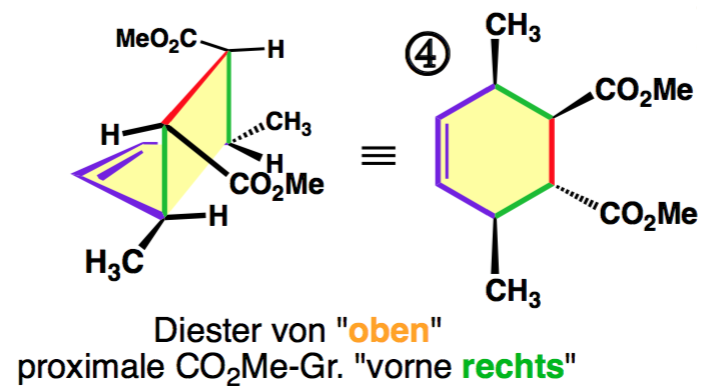 CH₃
MeO₂C
H
④
CO₂Me
H
CH₃
H
≡
CO₂Me
CO₂Me
H
H₃C
CH₃
Diester von "oben"
proximale CO₂Me-Gr. "vorne rechts"